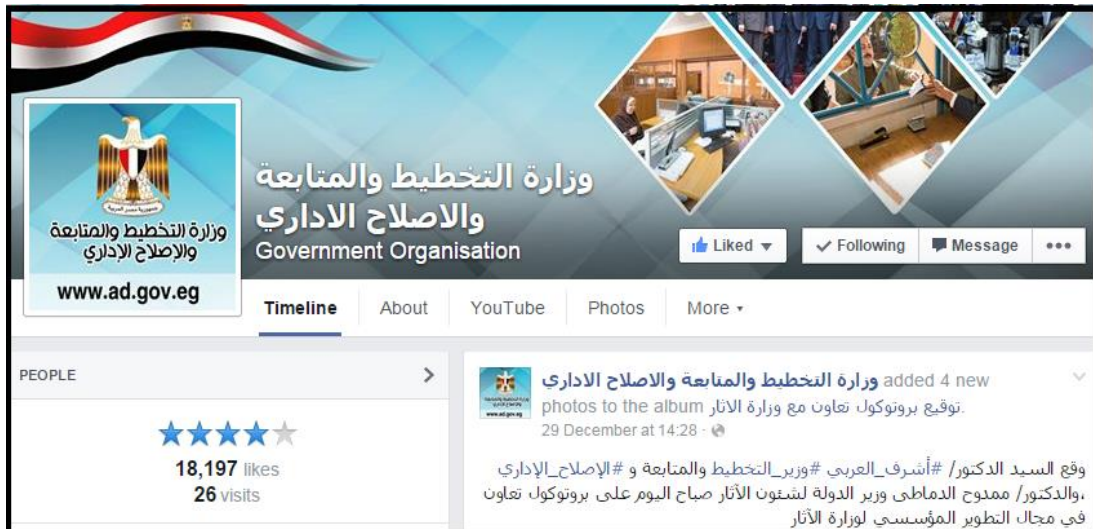 وزارة التخطيط والمتابعة
والإصلاح الإداري
www.ad.gov.eg
وزارة التخطيط والمتابعة
والاصلاح الاداري
Government Organisation
Liked
Following
Message
Timeline
About
YouTube
Photos
More
PEOPLE
18,197 likes
26 visits
وزارة التخطيط والمتابعة والاصلاح الاداري added 4 new
photos to the album توقيع بروتوكول تعاون مع وزارة الاثار.
29 December at 14:28
وقع السيد الدكتور/ #أشرف_العربي #وزير_التخطيط والمتابعة و #الإصلاح_الإداري
،والدكتور/ ممدوح الدماطى وزير الدولة لشئون الآثار صباح اليوم على بروتوكول تعاون
في مجال التطوير المؤسسي لوزارة الآثار